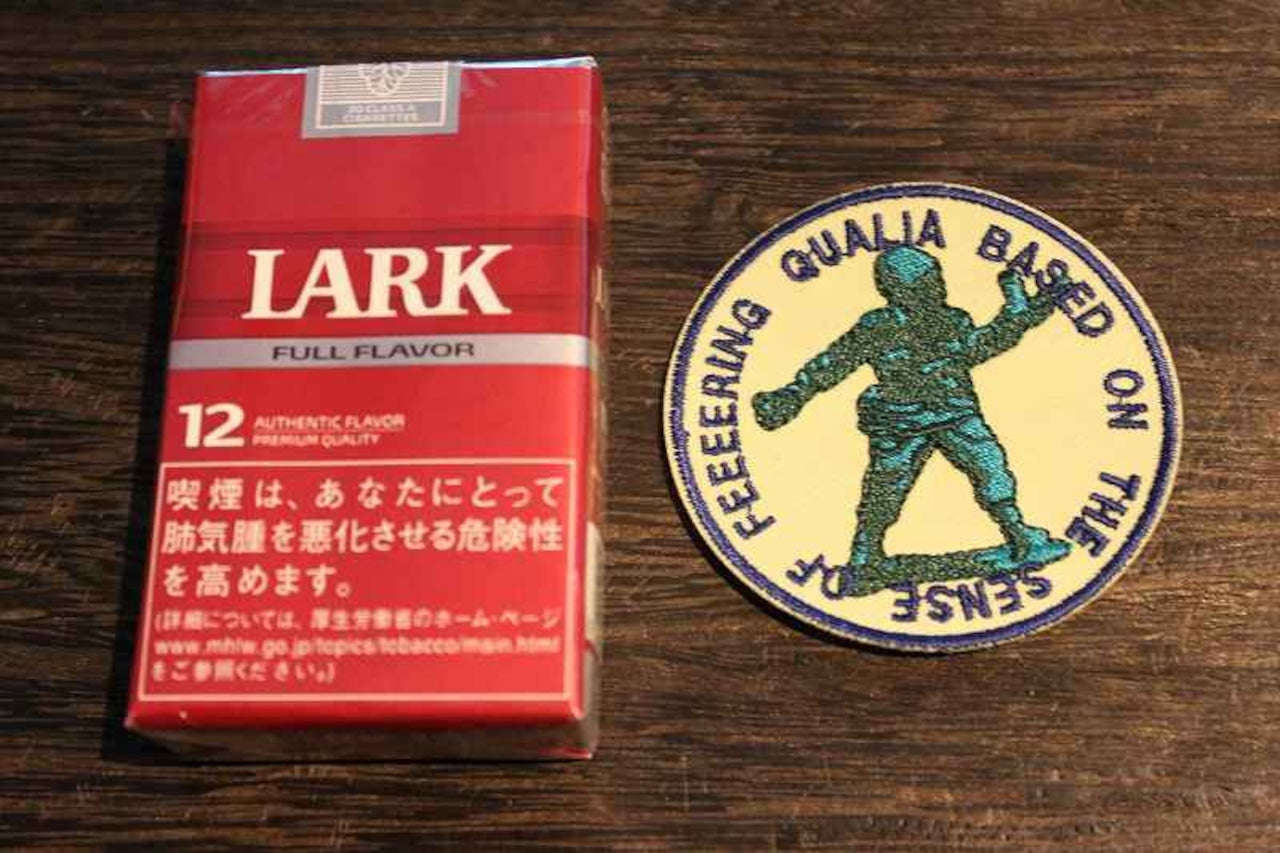 20 CLASS A
CIGARETTES
LARK
FULL FLAVOR
12 AUTHENTIC FLAVOR
PREMIUM QUALITY
喫煙は、あなたにとって
肺気腫を悪化させる危険性
を高めます。
(詳細については、厚生労働省のホーム・ページ
www.mhlw.go.jp/topics/tobacco/main.html
をご参照ください。)
FEEEERING QUALIA BASED ON THE SENSE OF